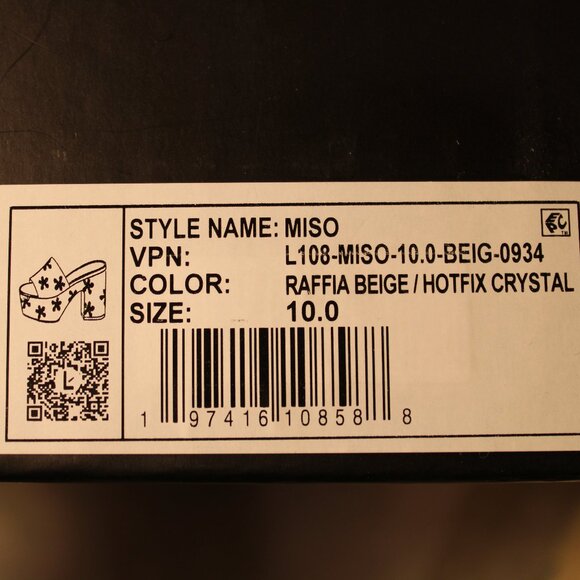 STYLE NAME: MISO
VPN: L108-MISO-10.0-BEIG-0934
COLOR: RAFFIA BEIGE / HOTFIX CRYSTAL
SIZE: 10.0
1 97416 10858 8